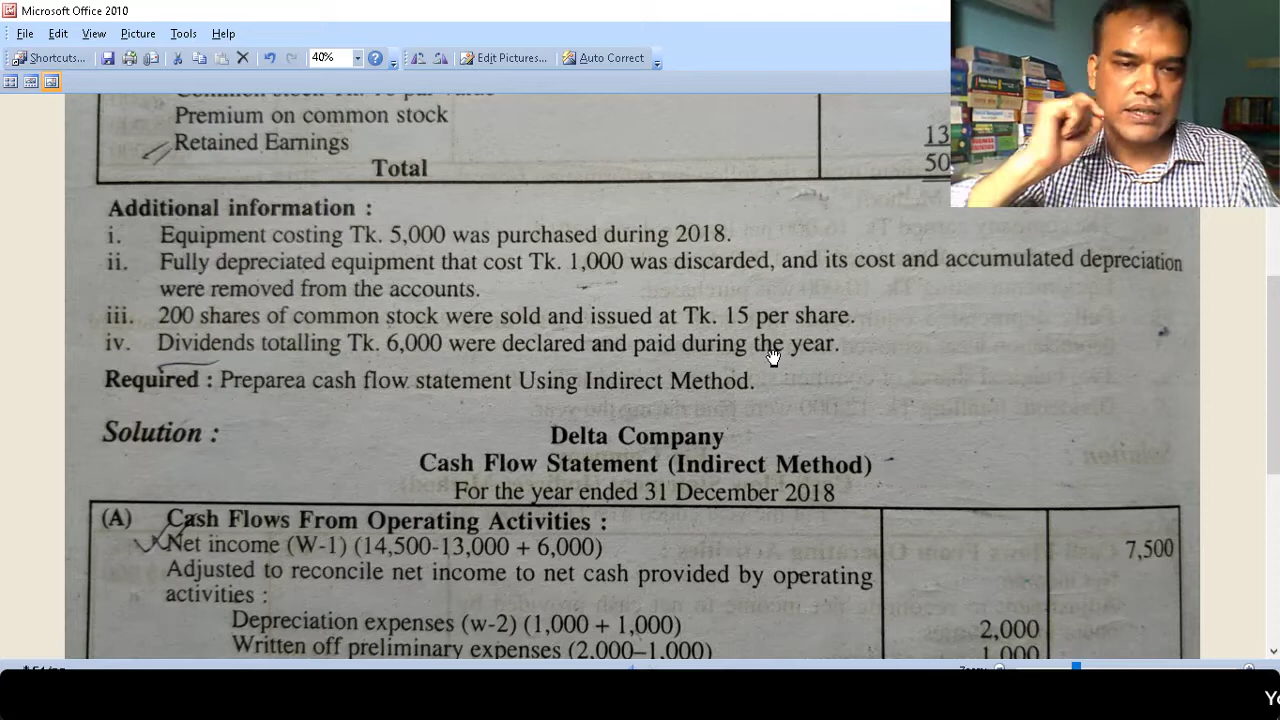 Microsoft Office 2010
File Edit View Picture Tools Help
Shortcuts... 40% Edit Pictures... Auto Correct
Premium on common stock
Retained Earnings 13
Total 50
Additional information :
i. Equipment costing Tk. 5,000 was purchased during 2018.
ii. Fully depreciated equipment that cost Tk. 1,000 was discarded, and its cost and accumulated depreciation
were removed from the accounts.
iii. 200 shares of common stock were sold and issued at Tk. 15 per share.
iv. Dividends totalling Tk. 6,000 were declared and paid during the year.
Required : Preparea cash flow statement Using Indirect Method.
Solution : Delta Company
Cash Flow Statement (Indirect Method)
For the year ended 31 December 2018
(A) Cash Flows From Operating Activities :
Net income (W-1) (14,500-13,000 + 6,000) 7,500
Adjusted to reconcile net income to net cash provided by operating
activities :
Depreciation expenses (w-2) (1,000 + 1,000) 2,000
Written off preliminary expenses (2,000–1,000) 1,000